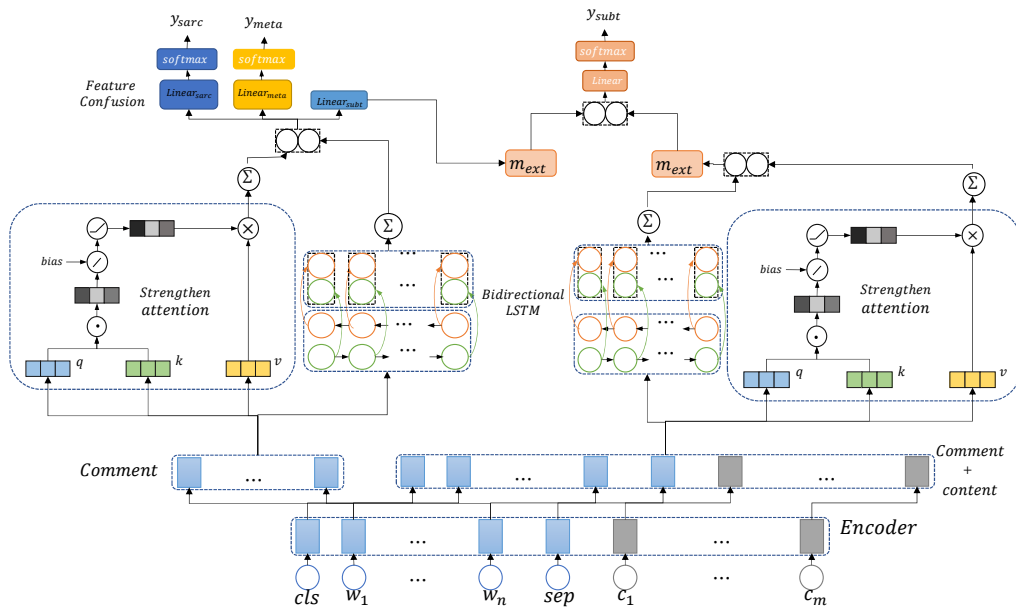 y_sarc
y_meta
y_subt
softmax
softmax
softmax
Feature
Confusion
Linear_sarc
Linear_meta
Linear_subt
Linear
m_ext
m_ext
Σ
Σ
Σ
Σ
×
×
bias
bias
Strengthen
attention
Bidirectional
LSTM
Strengthen
attention
...
...
...
...
...
...
...
...
q
k
v
q
k
v
Comment
...
...
...
Comment
+
content
Encoder
...
...
...
cls
w_1
...
w_n
sep
c_1
...
c_m